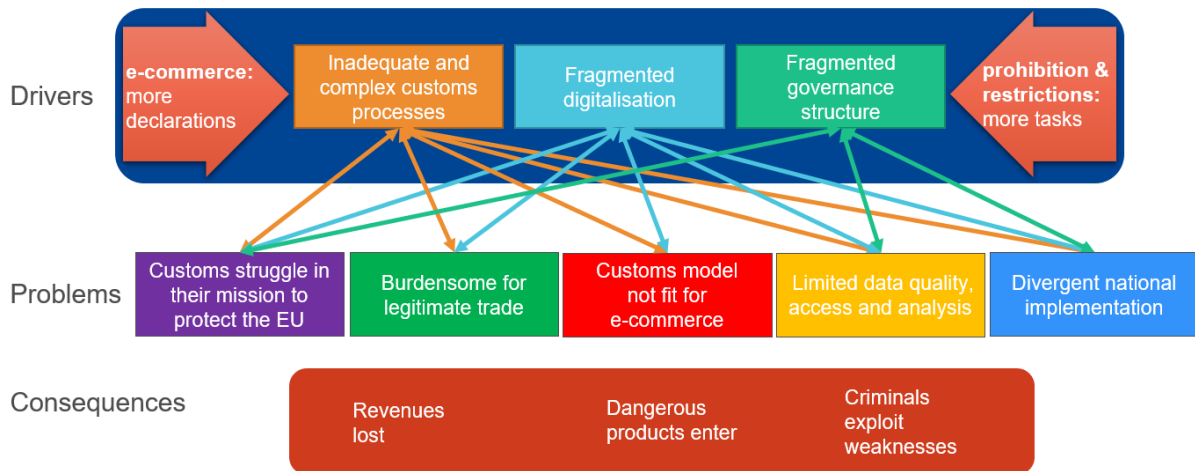 Drivers
e-commerce:
more
declarations
Inadequate and
complex customs
processes
Fragmented
digitalisation
Fragmented
governance
structure
prohibition &
restrictions:
more tasks
Problems
Customs struggle in
their mission to
protect the EU
Burdensome for
legitimate trade
Customs model
not fit for
e-commerce
Limited data quality,
access and analysis
Divergent national
implementation
Consequences
Revenues
lost
Dangerous
products enter
Criminals
exploit
weaknesses